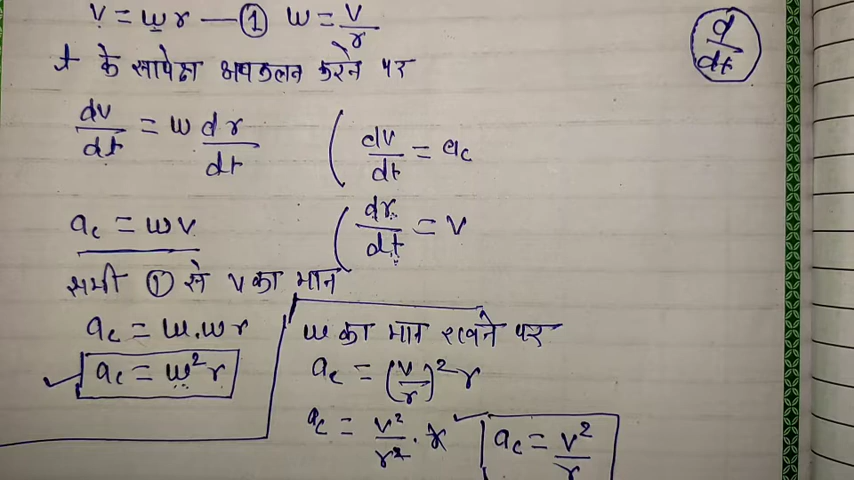 v = ωr —① ω = v/r
d/dt
t के सापेक्ष अवकलन करने पर
dv/dt = ω dr/dt
( dv/dt = ac
ac = ωv
( dr/dt = v
समी ① से v का मान
ac = ω.ωr
ac = ω²r
ω का मान रखने पर
ac = (v/r)² r
ac = v²/r² . r
ac = v²/r